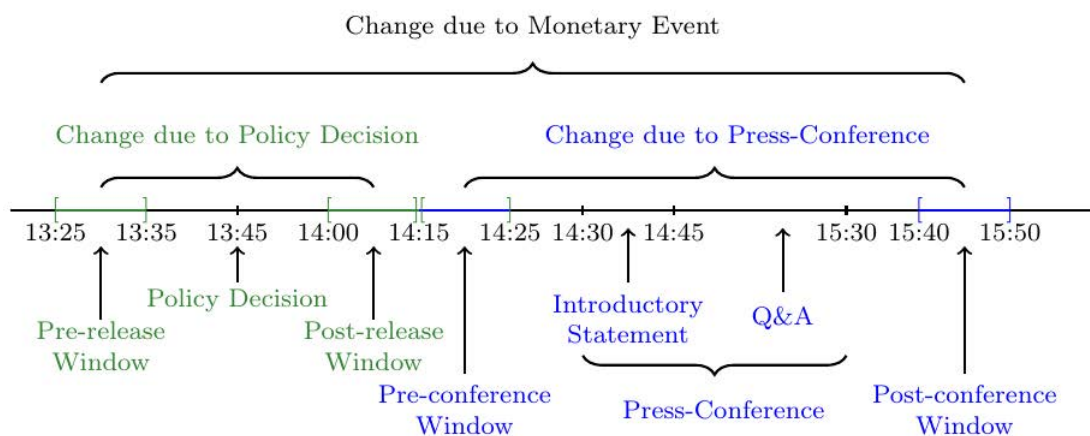 Change due to Monetary Event
Change due to Policy Decision
Change due to Press-Conference
13:25 13:35 13:45 14:00 14:15 14:25 14:30 14:45 15:30 15:40 15:50
Policy Decision
Pre-release
Window
Post-release
Window
Introductory
Statement
Q&A
Pre-conference
Window
Press-Conference
Post-conference
Window